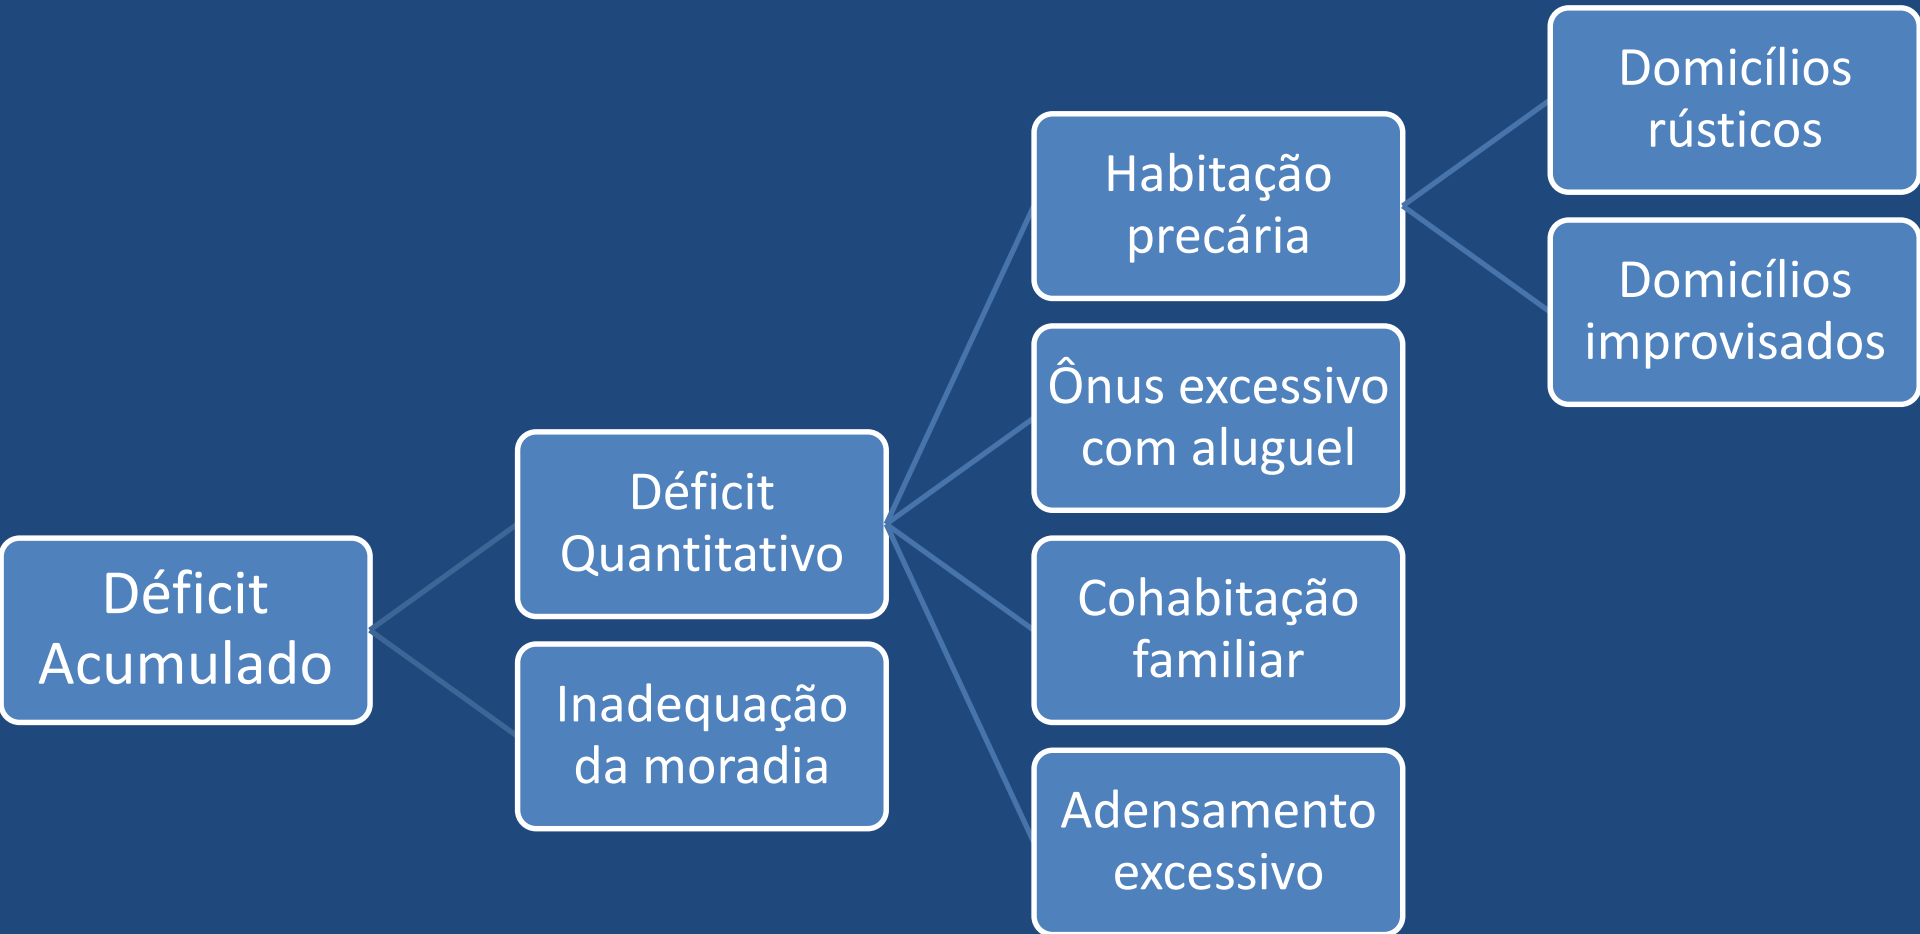 Déficit
Acumulado
Déficit
Quantitativo
Inadequação
da moradia
Habitação
precária
Ônus excessivo
com aluguel
Cohabitação
familiar
Adensamento
excessivo
Domicílios
rústicos
Domicílios
improvisados